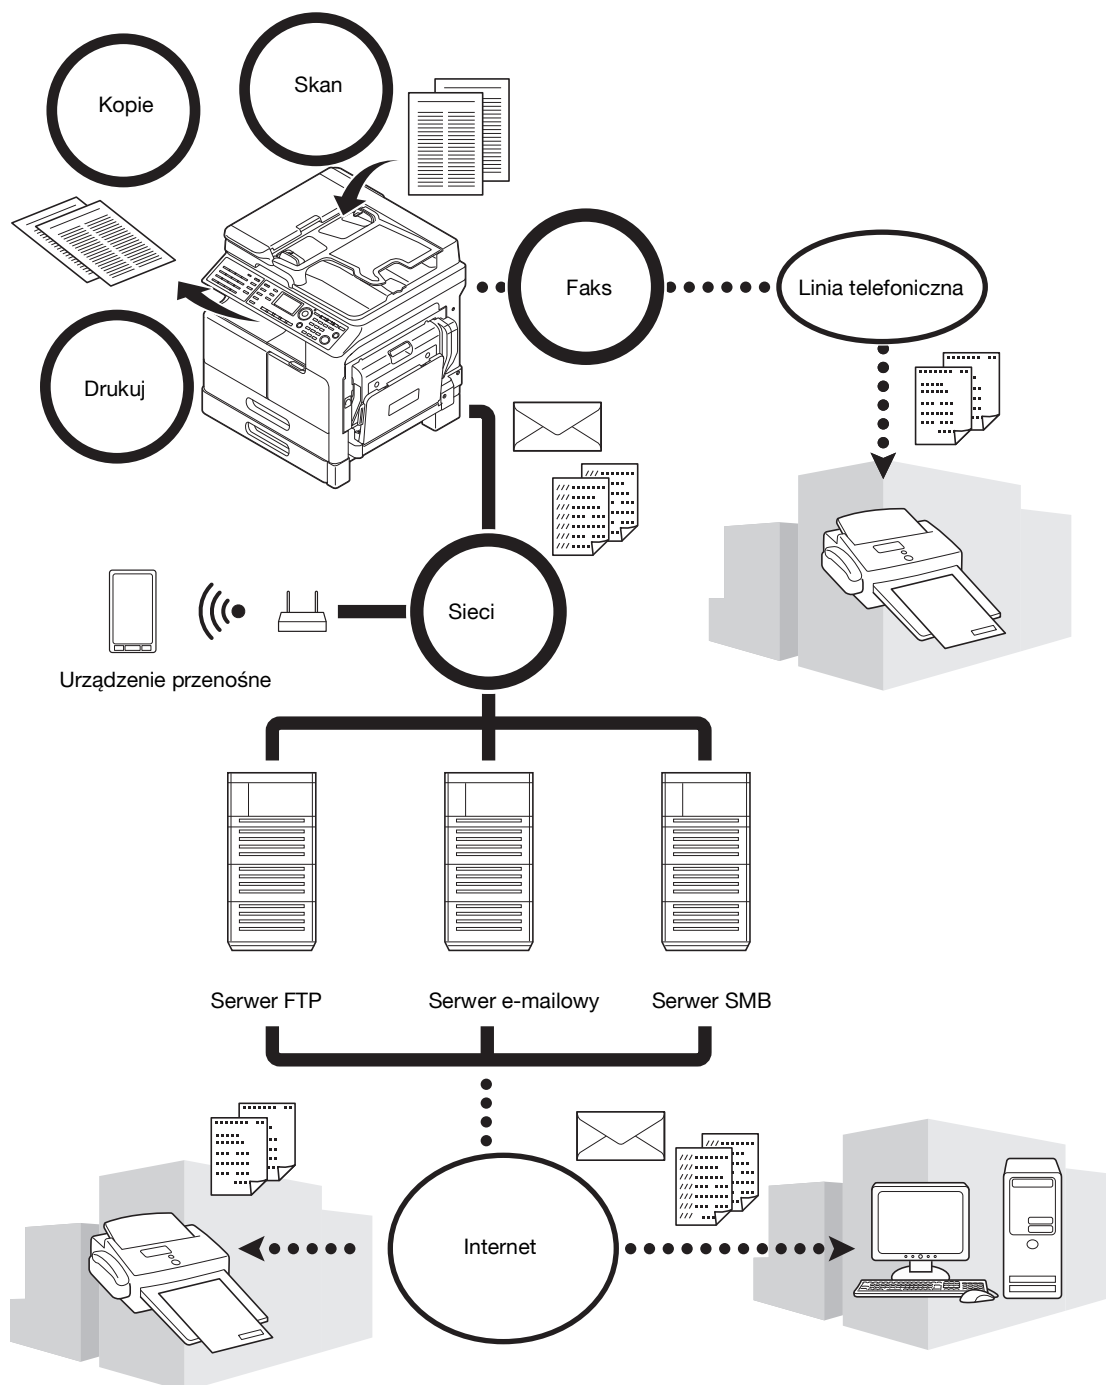 Skan
Kopie
Faks
Linia telefoniczna
Drukuj
Sieci
Urządzenie przenośne
Serwer FTP
Serwer e-mailowy
Serwer SMB
Internet